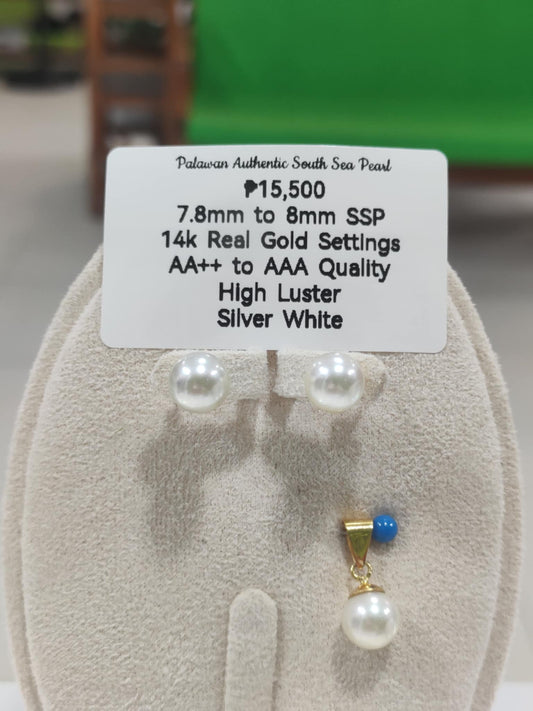 Palawan Authentic South Sea Pearl
₱15,500
7.8mm to 8mm SSP
14k Real Gold Settings
AA++ to AAA Quality
High Luster
Silver White